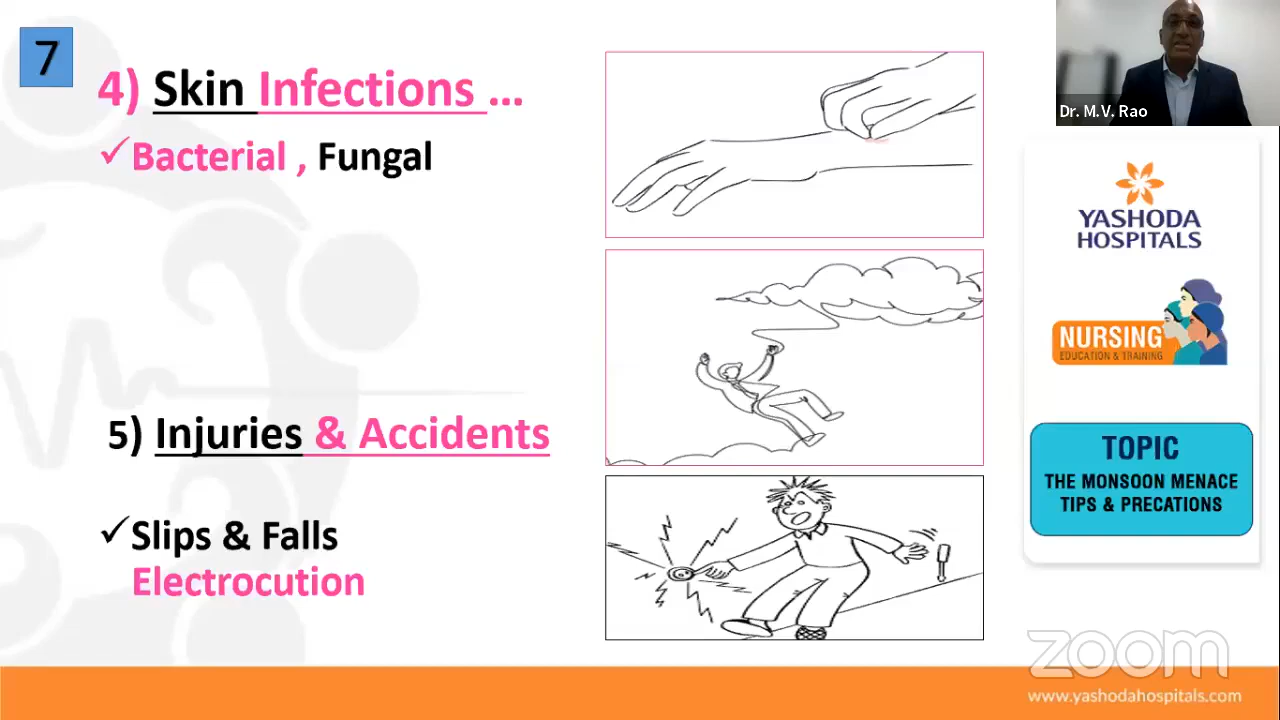 7
4) Skin Infections ...
✓Bacterial , Fungal
5) Injuries & Accidents
✓Slips & Falls
Electrocution
Dr. M.V. Rao
YASHODA
HOSPITALS
NURSING
EDUCATION & TRAINING
TOPIC
THE MONSOON MENACE
TIPS & PRECATIONS
zoom
www.yashodahospitals.com